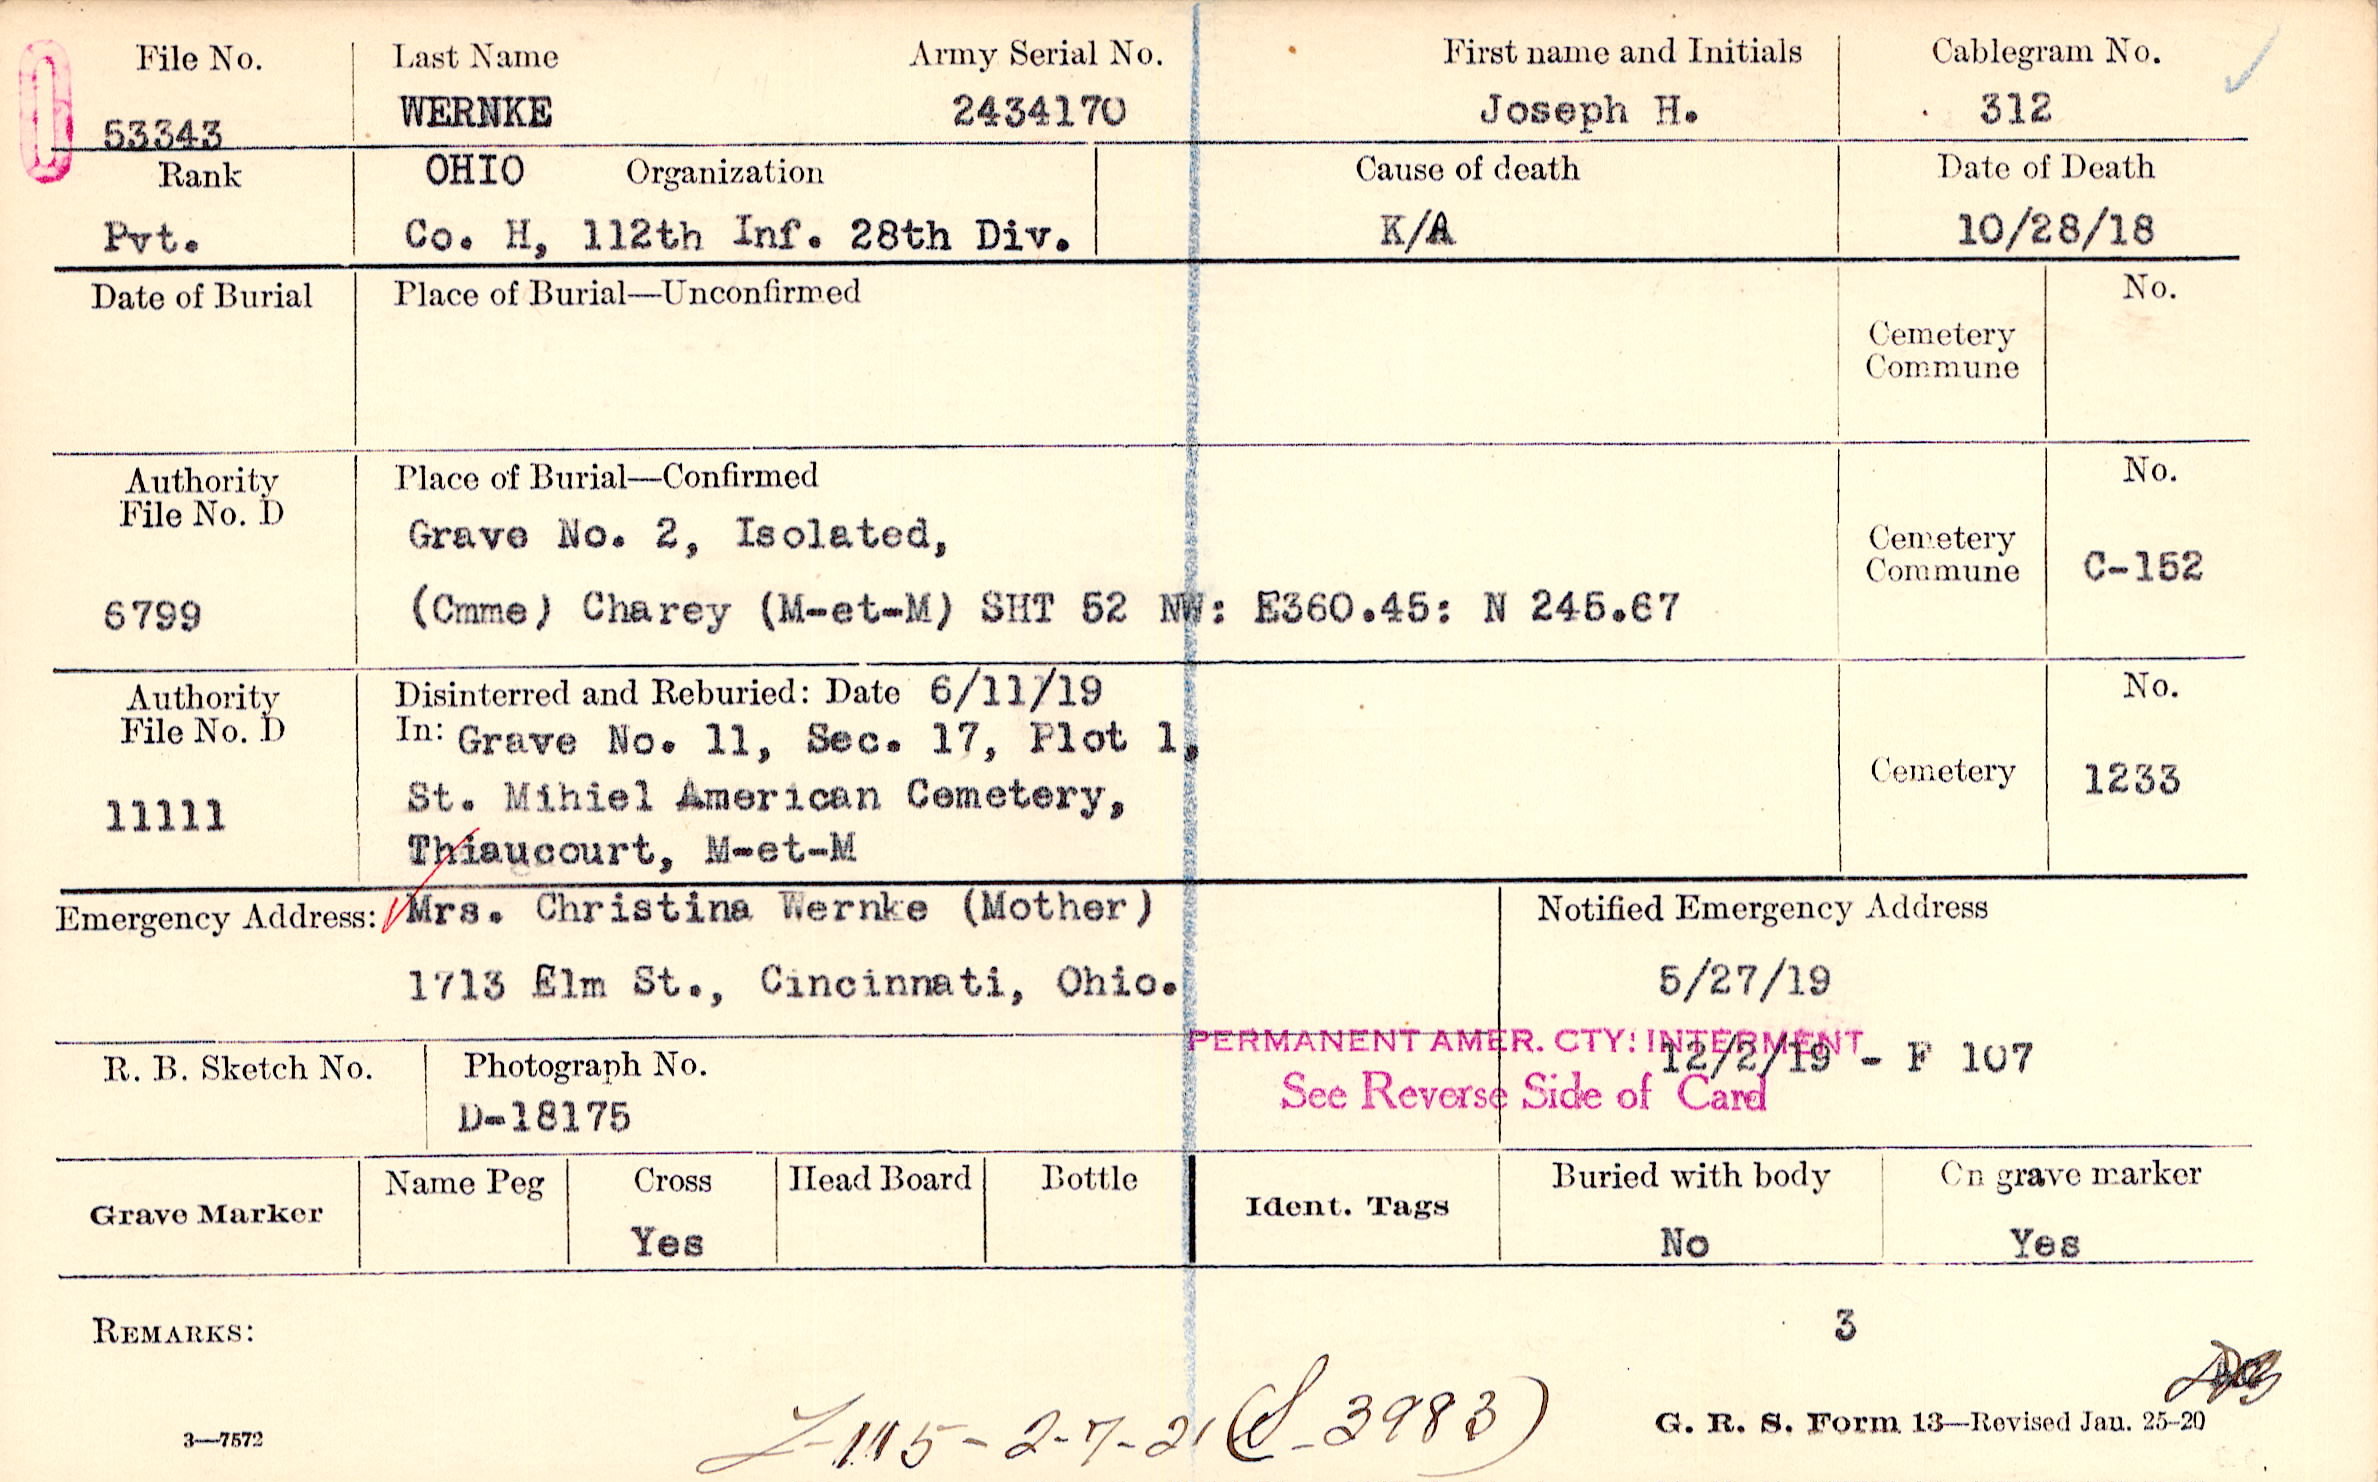 File No. Last Name Army Serial No. First name and Initials Cablegram No.
53343 WERNKE 2434170 Joseph H. 312
Rank OHIO Organization Cause of death Date of Death
Pvt. Co. H, 112th Inf. 28th Div. K/A 10/28/18
Date of Burial Place of Burial—Unconfirmed No.
Cemetery
Commune
Authority Place of Burial—Confirmed No.
File No. D
Grave No. 2, Isolated,
Cemetery
Commune C-152
6799 (Cmme) Charey (M-et-M) SHT 52 NW: E360.45: N 245.67
Authority Disinterred and Reburied: Date 6/11/19 No.
File No. D In: Grave No. 11, Sec. 17, Plot 1,
11111 St. Mihiel American Cemetery, Cemetery 1233
Thiaucourt, M-et-M
Emergency Address: Mrs. Christina Wernke (Mother) Notified Emergency Address
1713 Elm St., Cincinnati, Ohio. 5/27/19
PERMANENT AMER. CTY: INTERMENT
12/2/19 - F 107
See Reverse Side of Card
R. B. Sketch No. Photograph No.
D-18175
Grave Marker Name Peg Cross Head Board Bottle Ident. Tags Buried with body On grave marker
Yes No Yes
REMARKS: 3
3—7572 G. R. S. Form 13—Revised Jan. 25-20
115-2-7-21 3983)